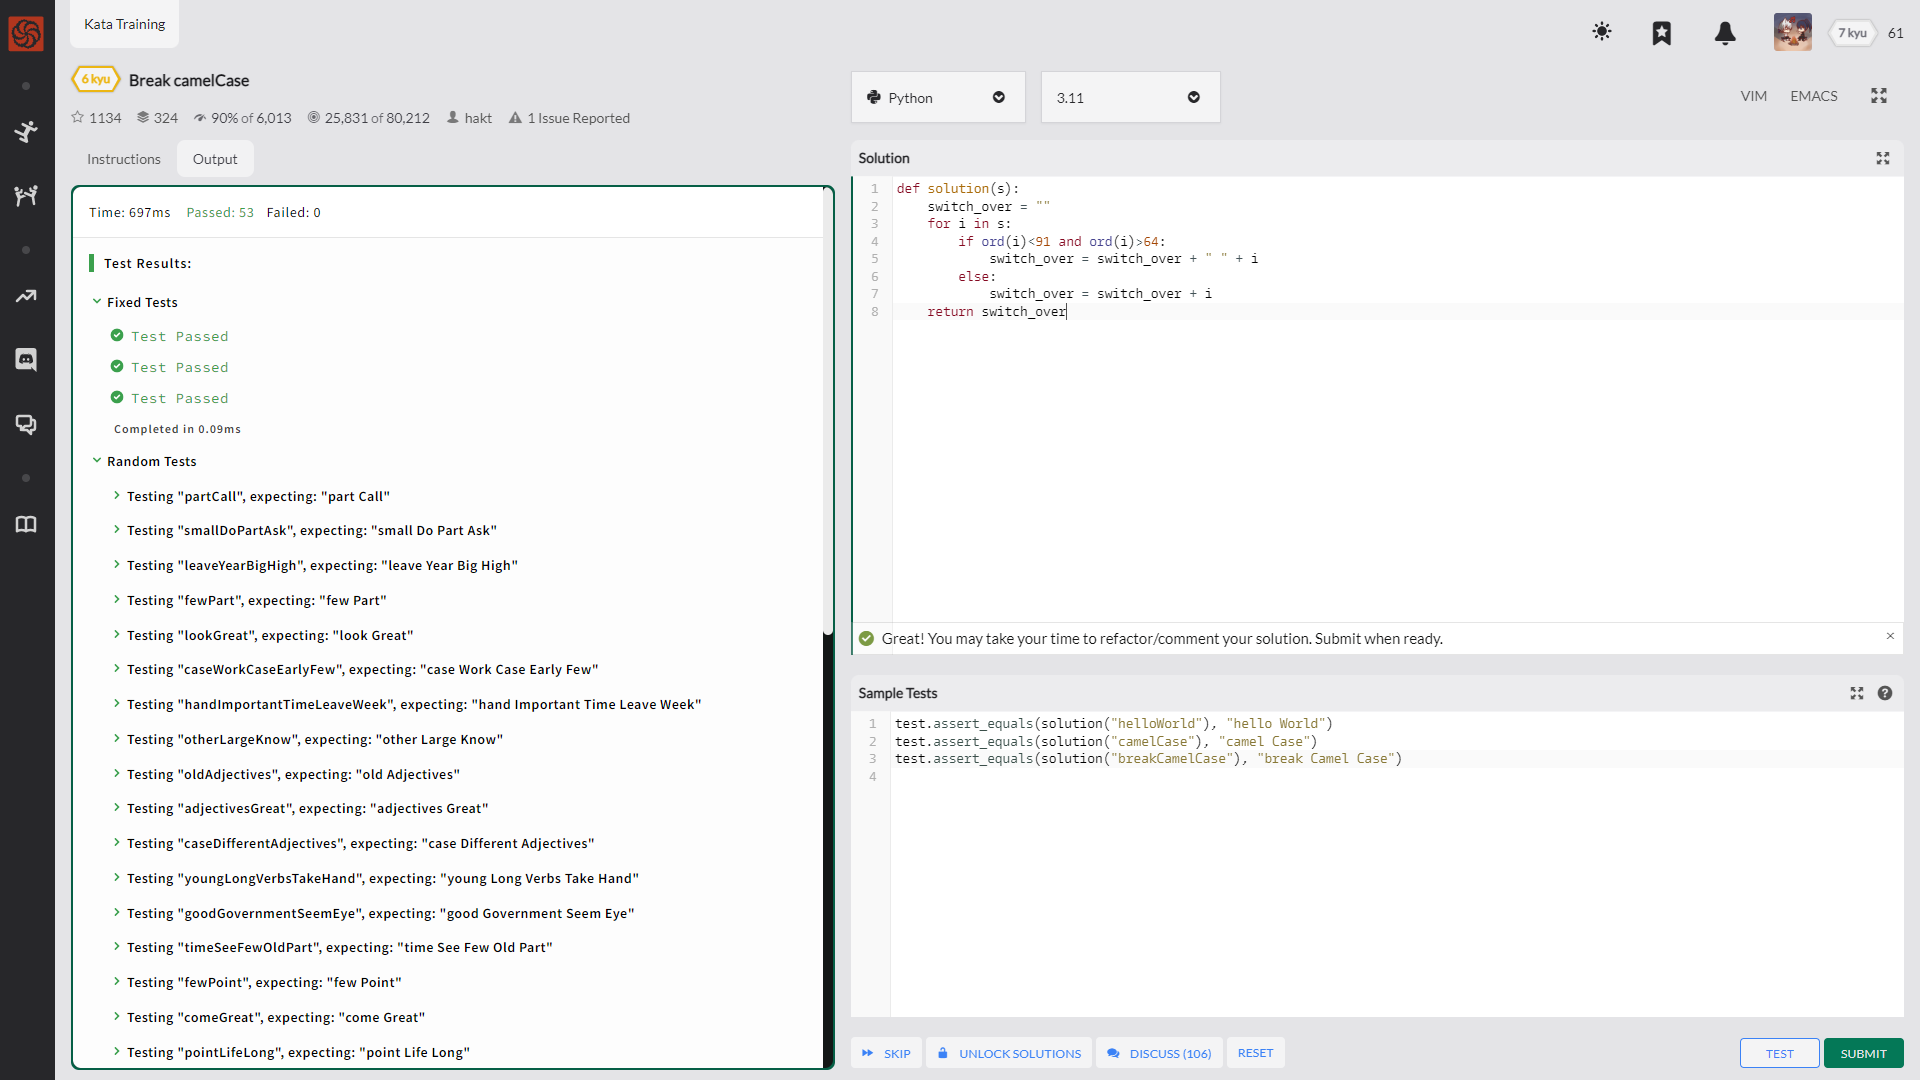 Kata Training
7 kyu 61
6 kyu Break camelCase
1134 324 90% of 6,013 25,831 of 80,212 hakt 1 Issue Reported
Instructions Output
Time: 697ms Passed: 53 Failed: 0
Test Results:
Fixed Tests
Test Passed
Test Passed
Test Passed
Completed in 0.09ms
Random Tests
Testing "partCall", expecting: "part Call"
Testing "smallDoPartAsk", expecting: "small Do Part Ask"
Testing "leaveYearBigHigh", expecting: "leave Year Big High"
Testing "fewPart", expecting: "few Part"
Testing "lookGreat", expecting: "look Great"
Testing "caseWorkCaseEarlyFew", expecting: "case Work Case Early Few"
Testing "handImportantTimeLeaveWeek", expecting: "hand Important Time Leave Week"
Testing "otherLargeKnow", expecting: "other Large Know"
Testing "oldAdjectives", expecting: "old Adjectives"
Testing "adjectivesGreat", expecting: "adjectives Great"
Testing "caseDifferentAdjectives", expecting: "case Different Adjectives"
Testing "youngLongVerbsTakeHand", expecting: "young Long Verbs Take Hand"
Testing "goodGovernmentSeemEye", expecting: "good Government Seem Eye"
Testing "timeSeeFewOldPart", expecting: "time See Few Old Part"
Testing "fewPoint", expecting: "few Point"
Testing "comeGreat", expecting: "come Great"
Testing "pointLifeLong", expecting: "point Life Long"
Python 3.11 VIM EMACS
Solution
1 def solution(s):
2     switch_over = ""
3     for i in s:
4         if ord(i)<91 and ord(i)>64:
5             switch_over = switch_over + " " + i
6         else:
7             switch_over = switch_over + i
8     return switch_over
Great! You may take your time to refactor/comment your solution. Submit when ready. ×
Sample Tests ?
1 test.assert_equals(solution("helloWorld"), "hello World")
2 test.assert_equals(solution("camelCase"), "camel Case")
3 test.assert_equals(solution("breakCamelCase"), "break Camel Case")
4
SKIP UNLOCK SOLUTIONS DISCUSS (106) RESET TEST SUBMIT